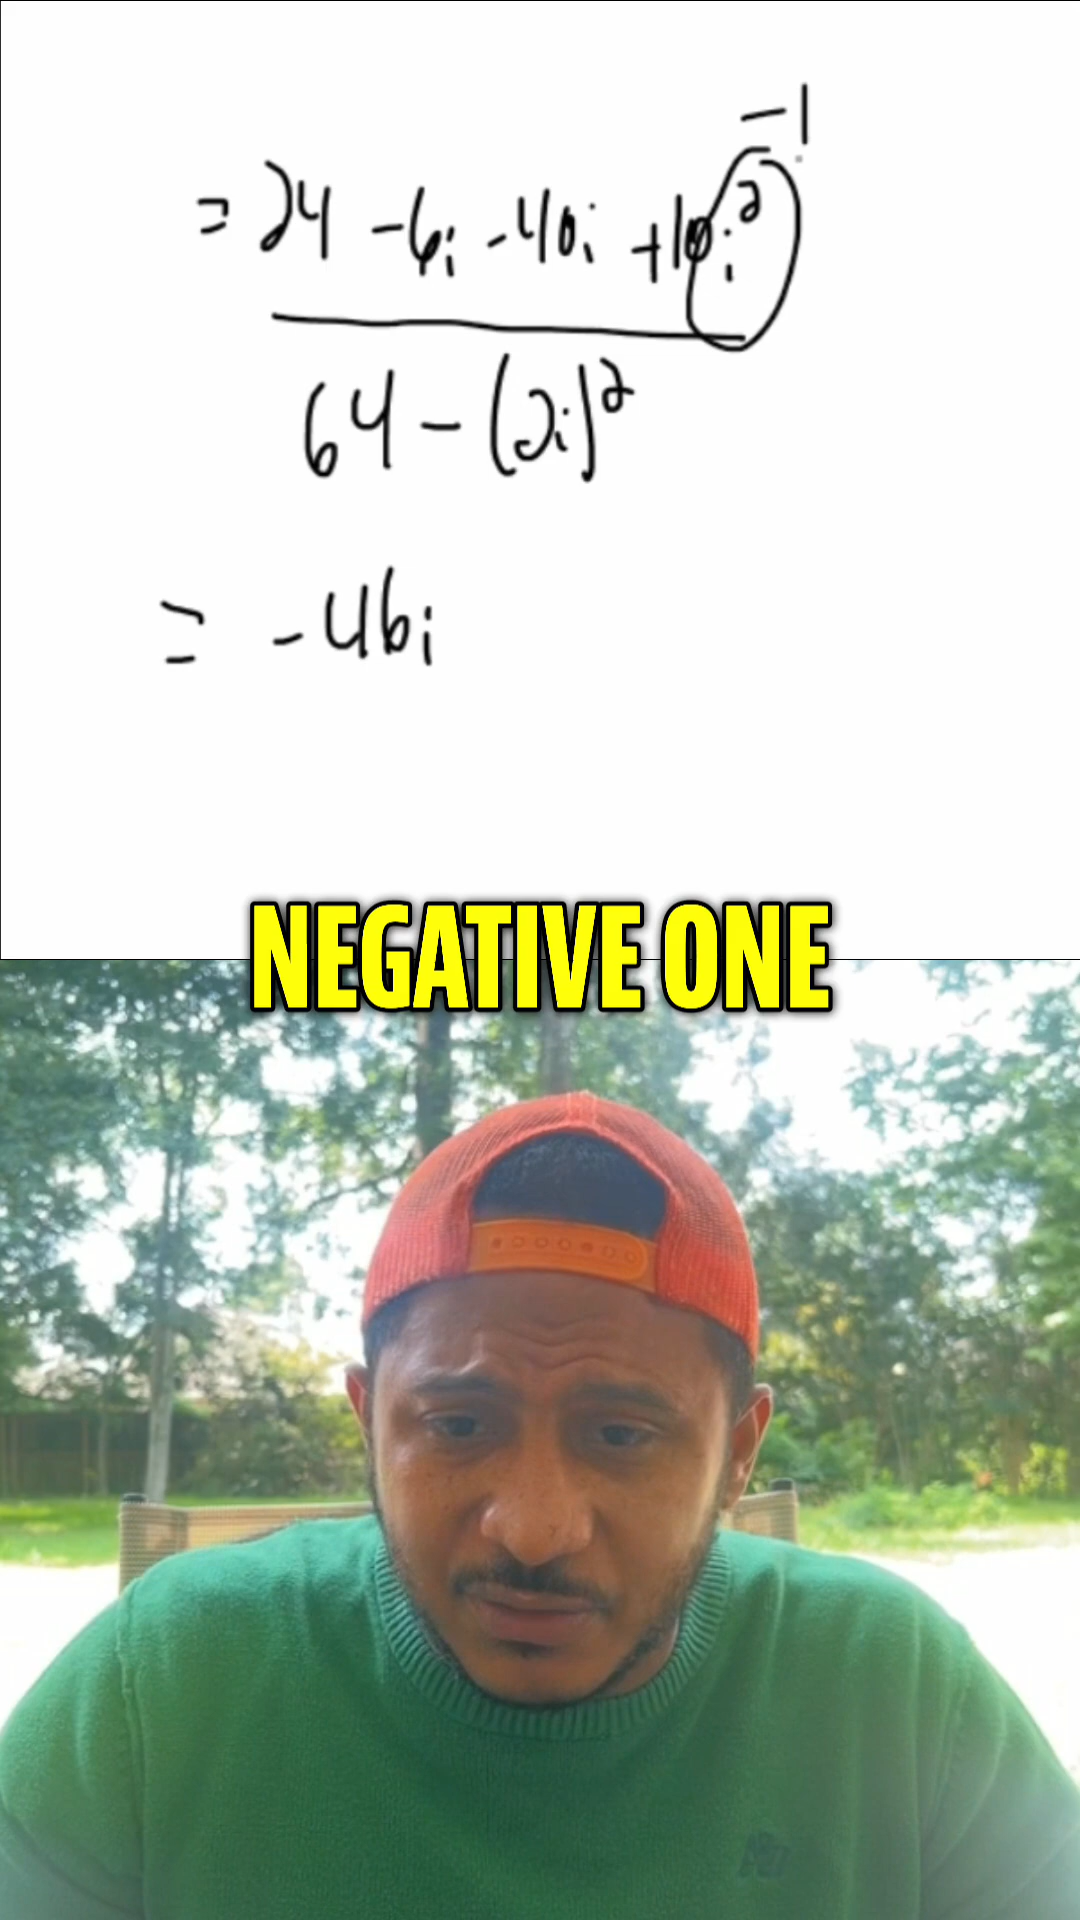 -1
= 24 - 6i - 40i + 10i²
64 - (2i)²
= - 46i
NEGATIVE ONE